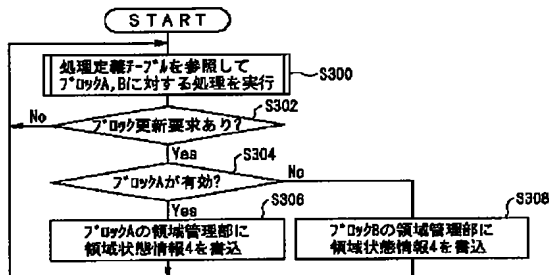 START
処理定義テーブルを参照して
ブロックA,Bに対する処理を実行
S300
S302
No
ブロック更新要求あり?
Yes
S304
ブロックAが有効?
No
Yes
S306
S308
ブロックAの領域管理部に
領域状態情報4を書込
ブロックBの領域管理部に
領域状態情報4を書込